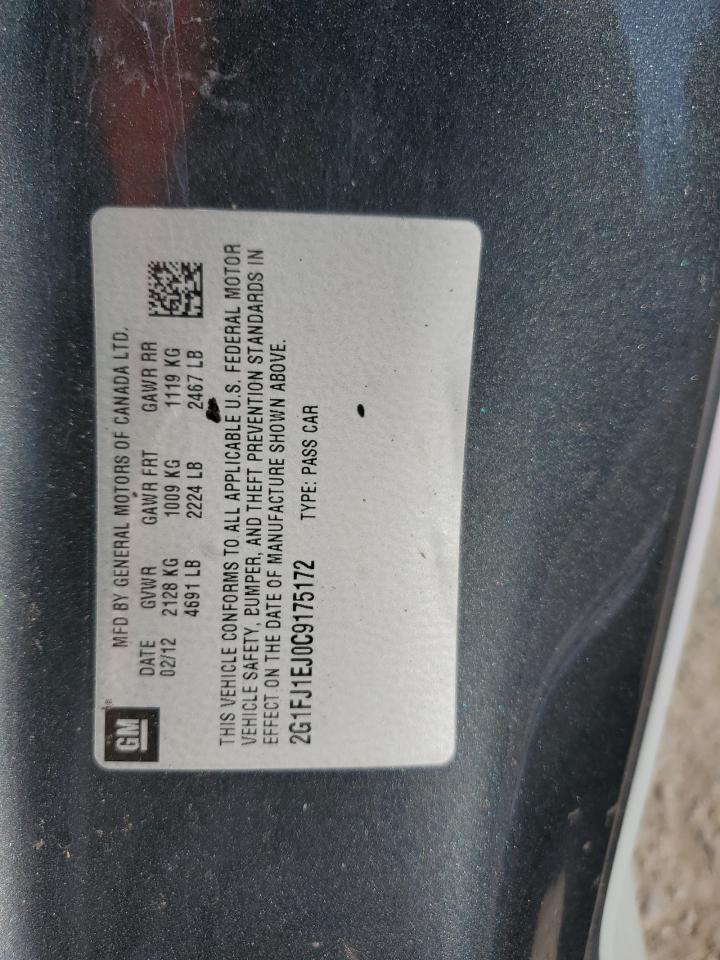 GM
MFD BY GENERAL MOTORS OF CANADA LTD.
DATE GVWR GAWR FRT GAWR RR
02/12 2128 KG 1009 KG 1119 KG
4691 LB 2224 LB 2467 LB
THIS VEHICLE CONFORMS TO ALL APPLICABLE U.S. FEDERAL MOTOR
VEHICLE SAFETY, BUMPER, AND THEFT PREVENTION STANDARDS IN
EFFECT ON THE DATE OF MANUFACTURE SHOWN ABOVE.
2G1FJ1EJ0C9175172 TYPE: PASS CAR